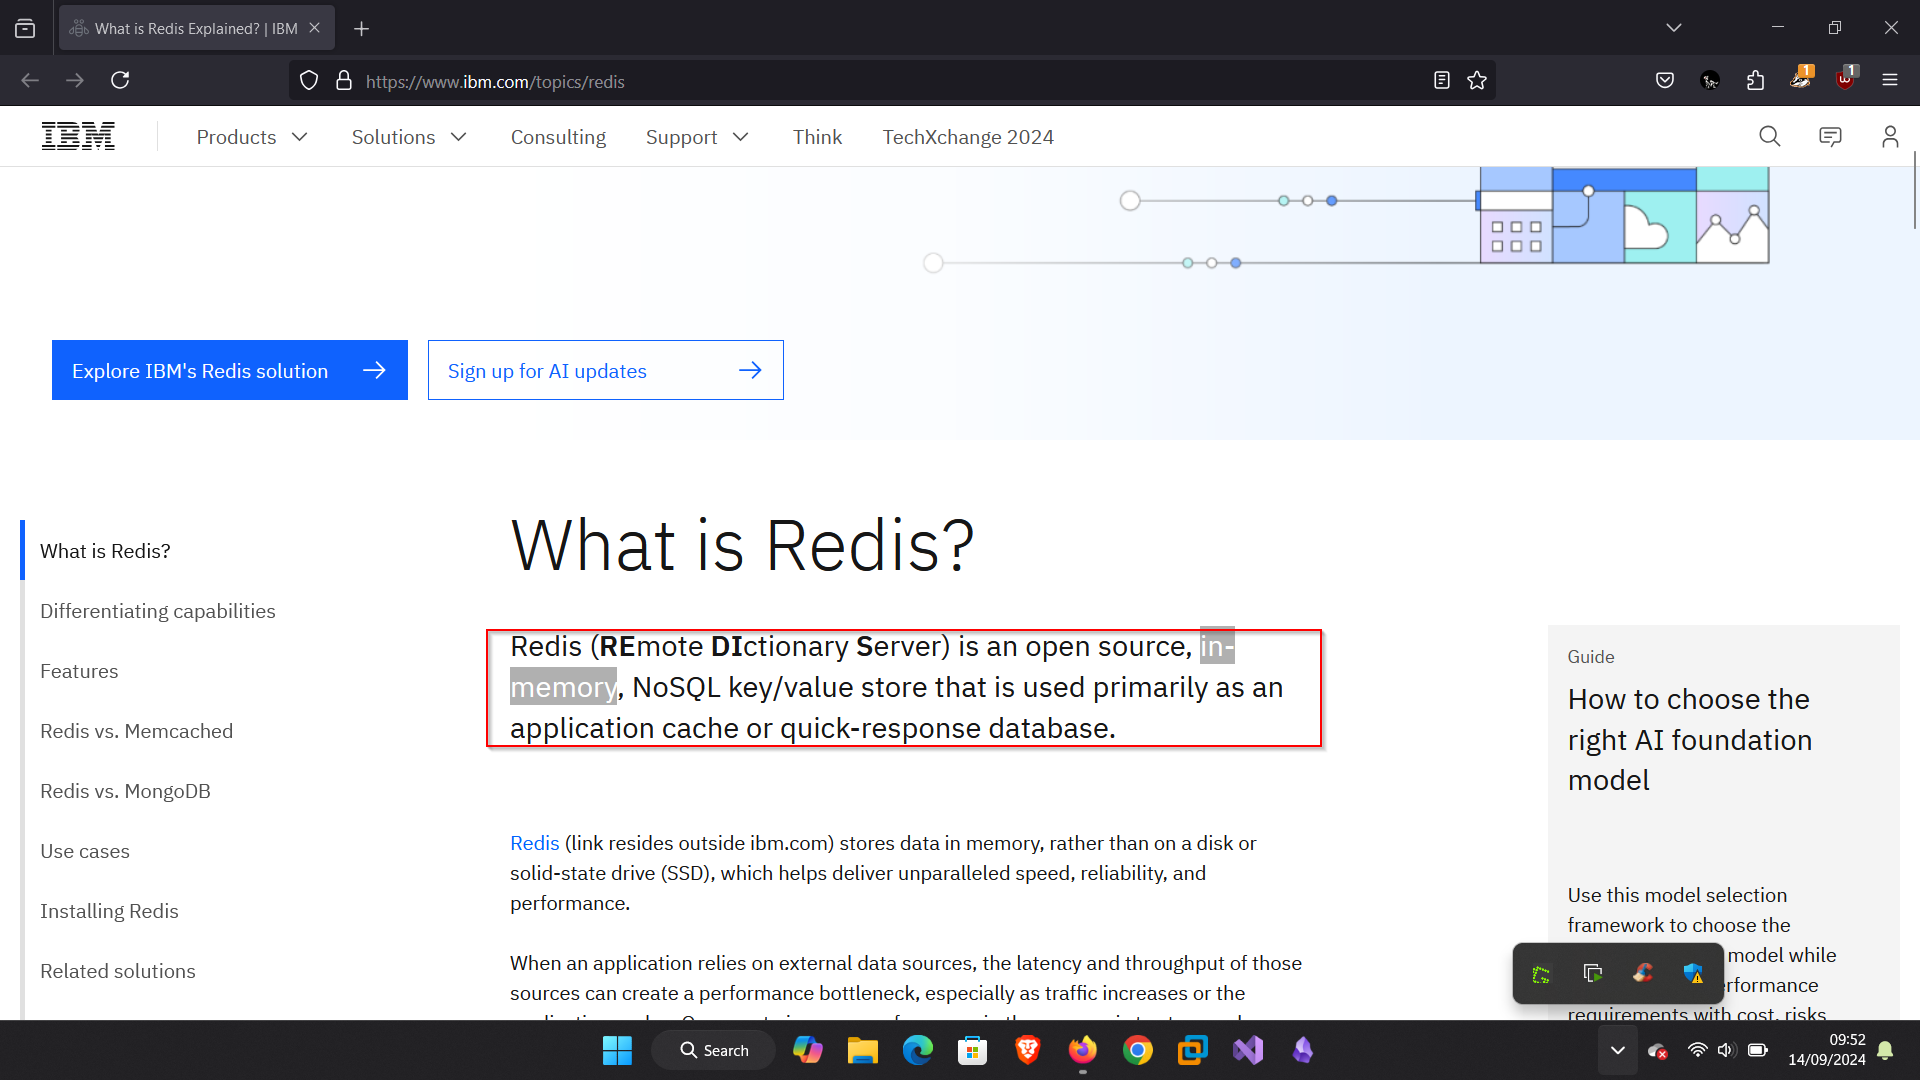 What is Redis Explained? | IBM
https://www.ibm.com/topics/redis
1
1
IBM
Products
Solutions
Consulting
Support
Think
TechXchange 2024
Explore IBM's Redis solution
Sign up for AI updates
What is Redis?
Differentiating capabilities
Features
Redis vs. Memcached
Redis vs. MongoDB
Use cases
Installing Redis
Related solutions
What is Redis?
Redis (REmote DIctionary Server) is an open source, in-
memory, NoSQL key/value store that is used primarily as an
application cache or quick-response database.
Redis (link resides outside ibm.com) stores data in memory, rather than on a disk or
solid-state drive (SSD), which helps deliver unparalleled speed, reliability, and
performance.
When an application relies on external data sources, the latency and throughput of those
sources can create a performance bottleneck, especially as traffic increases or the
Guide
How to choose the
right AI foundation
model
Use this model selection
framework to choose the
model while
rformance
requirements with cost, risks
Search
09:52
14/09/2024